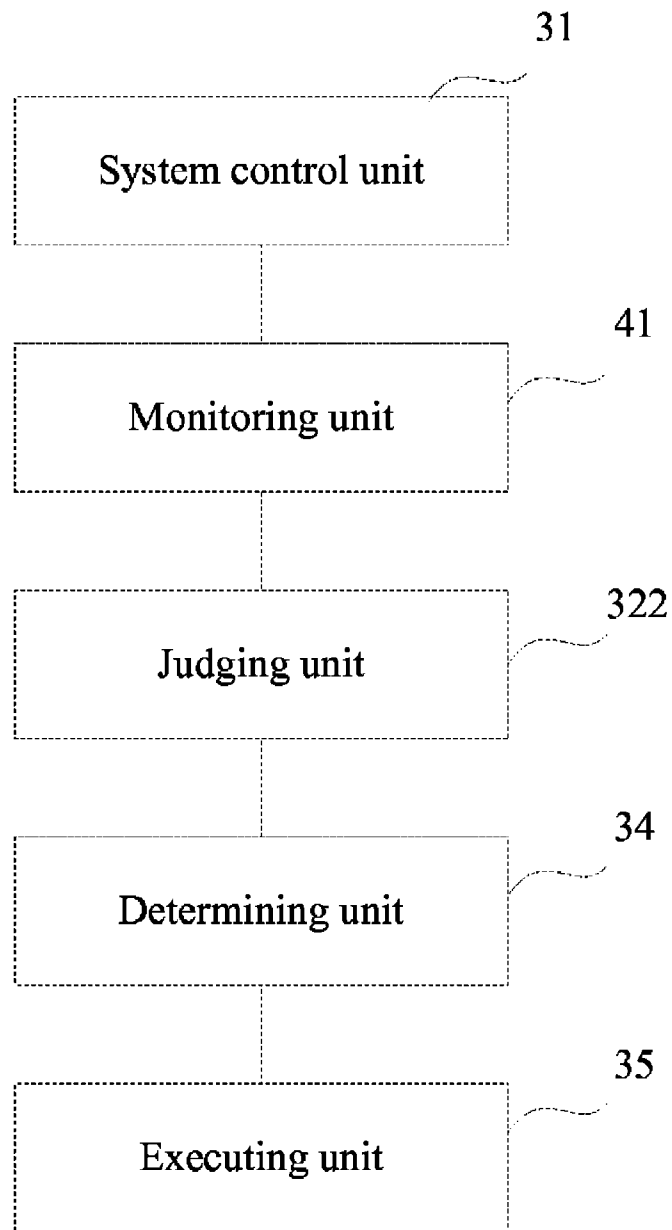 31
System control unit
41
Monitoring unit
322
Judging unit
34
Determining unit
35
Executing unit